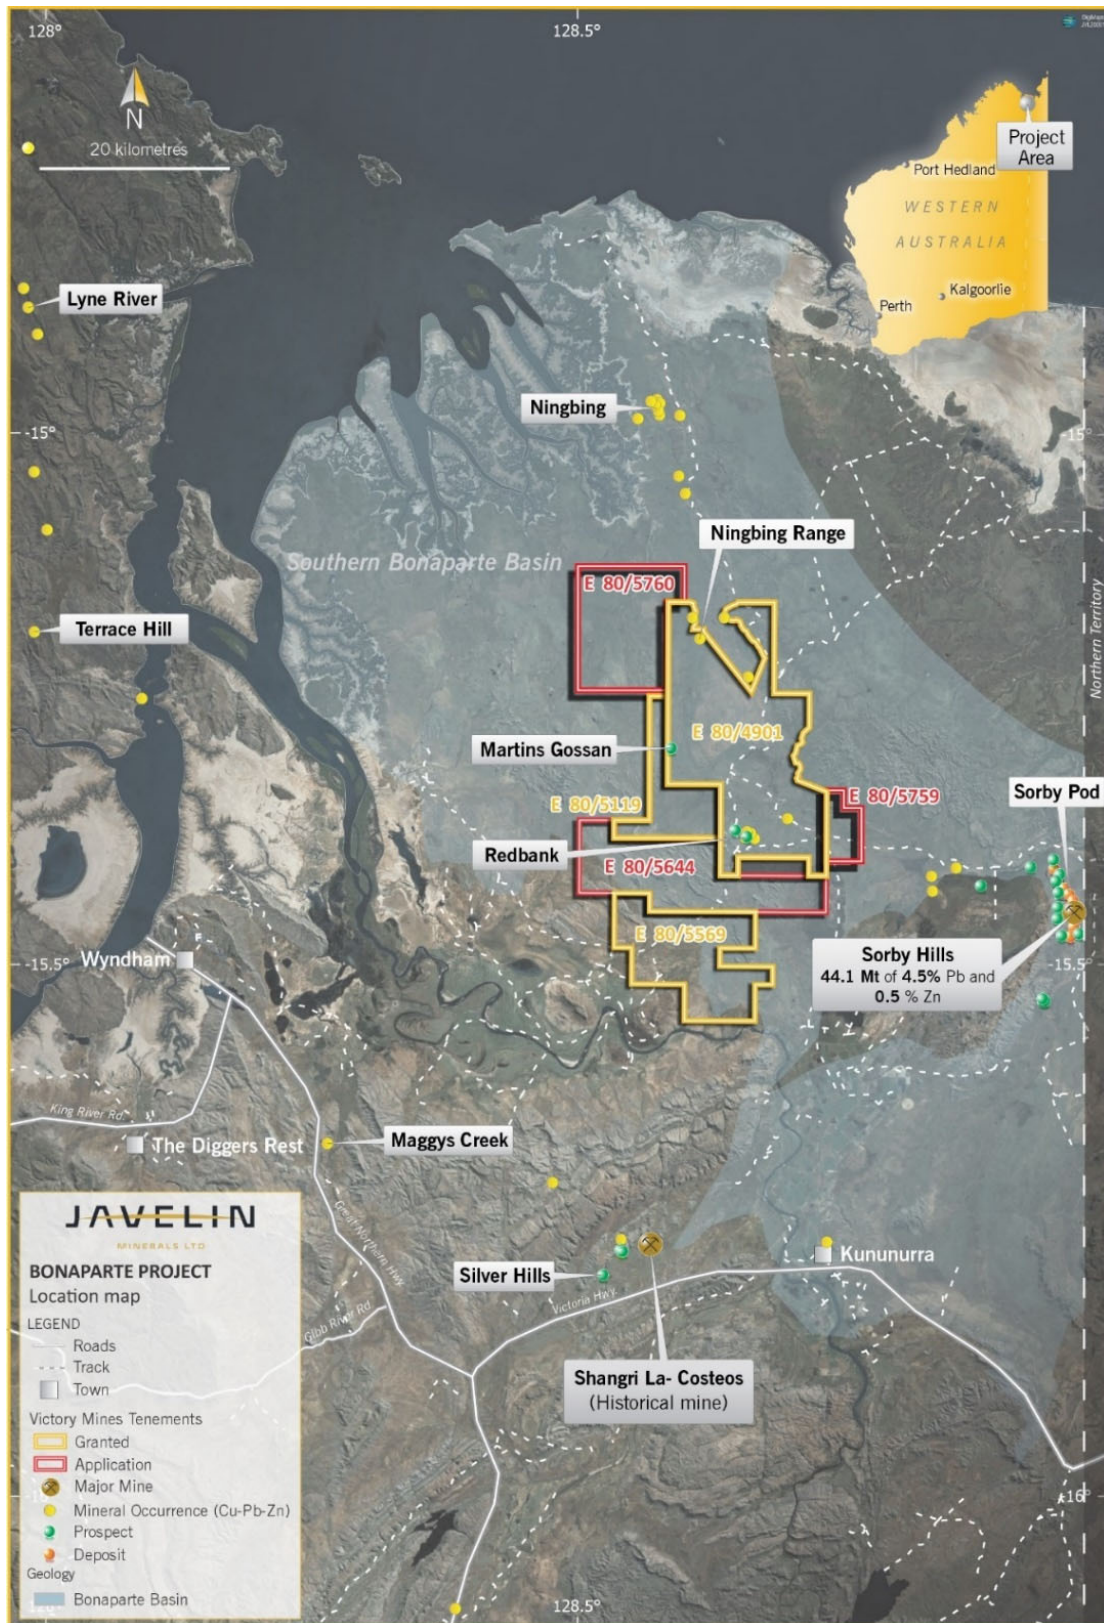 128°
128.5°
N
20 kilometres
Project
Area
Port Hedland
WESTERN
AUSTRALIA
Kalgoorlie
Perth
Lyne River
Ningbing
-15°
-15°
Ningbing Range
Southern Bonaparte Basin
E 80/5760
Terrace Hill
Northern Territory
E 80/4901
Martins Gossan
E 80/5119
E 80/5759
Sorby Pod
Redbank
E 80/5644
E 80/5569
Sorby Hills
44.1 Mt of 4.5% Pb and
0.5 % Zn
-15.5°
Wyndham
King River Rd.
The Diggers Rest
Maggys Creek
Great Northern Hwy
Kununurra
Silver Hills
Victoria Hwy.
Gibb River Rd.
Shangri La- Costeos
(Historical mine)
JAVELIN
MINERALS LTD
BONAPARTE PROJECT
Location map
LEGEND
Roads
Track
Town
Victory Mines Tenements
Granted
Application
Major Mine
Mineral Occurrence (Cu-Pb-Zn)
Prospect
Deposit
Geology
Bonaparte Basin
-16°
128.5°